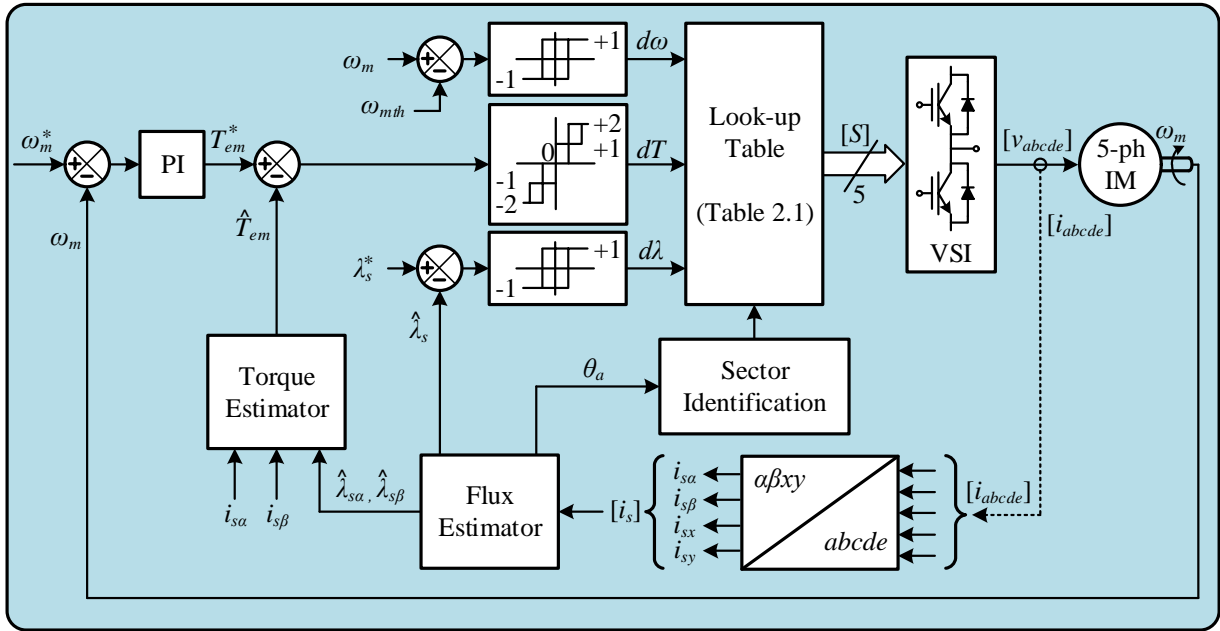 ω_m
ω_mth
+1
-1
dω
ω_m^*
PI
T_em^*
ω_m
+2
+1
0
-1
-2
dT
T̂_em
λ_s^*
+1
-1
dλ
λ̂_s
Look-up
Table
(Table 2.1)
[S]
5
VSI
[v_abcde]
[i_abcde]
5-ph
IM
ω_m
Torque
Estimator
i_sα
i_sβ
λ̂_sα , λ̂_sβ
θ_a
Sector
Identification
Flux
Estimator
[i_s]
i_sα
i_sβ
i_sx
i_sy
αβxy
abcde
[i_abcde]